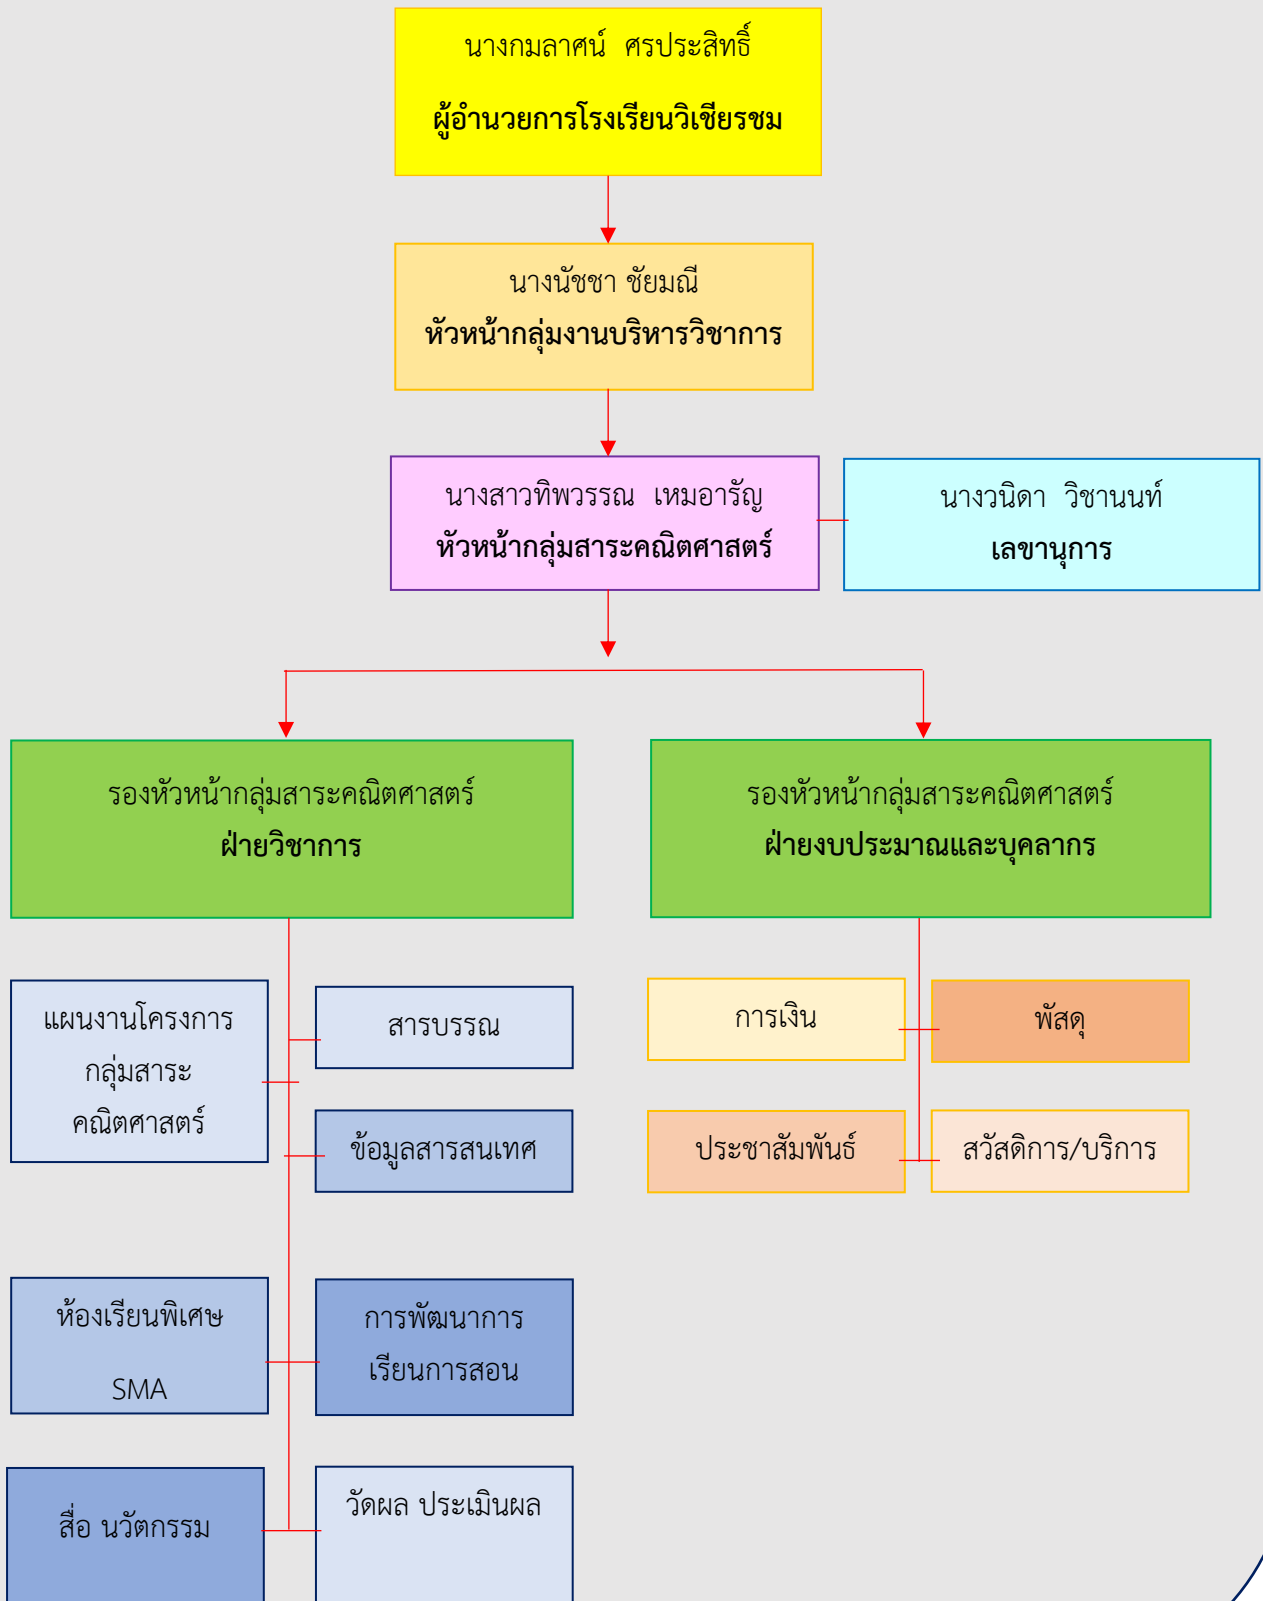 นางกมลาศน์ ศรประสิทธิ์
ผู้อำนวยการโรงเรียนวิเชียรชม
นางนัชชา ชัยมณี
หัวหน้ากลุ่มงานบริหารวิชาการ
นางสาวทิพวรรณ เหมอารัญ
หัวหน้ากลุ่มสาระคณิตศาสตร์
นางวนิดา วิชานนท์
เลขานุการ
รองหัวหน้ากลุ่มสาระคณิตศาสตร์
ฝ่ายวิชาการ
รองหัวหน้ากลุ่มสาระคณิตศาสตร์
ฝ่ายงบประมาณและบุคลากร
แผนงานโครงการ
กลุ่มสาระ
คณิตศาสตร์
สารบรรณ
ข้อมูลสารสนเทศ
การเงิน
พัสดุ
ประชาสัมพันธ์
สวัสดิการ/บริการ
ห้องเรียนพิเศษ
SMA
การพัฒนาการ
เรียนการสอน
สื่อ นวัตกรรม
วัดผล ประเมินผล